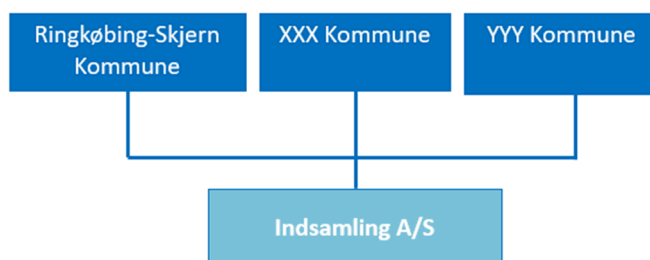 Ringkøbing-Skjern
Kommune
XXX Kommune
YYY Kommune
Indsamling A/S